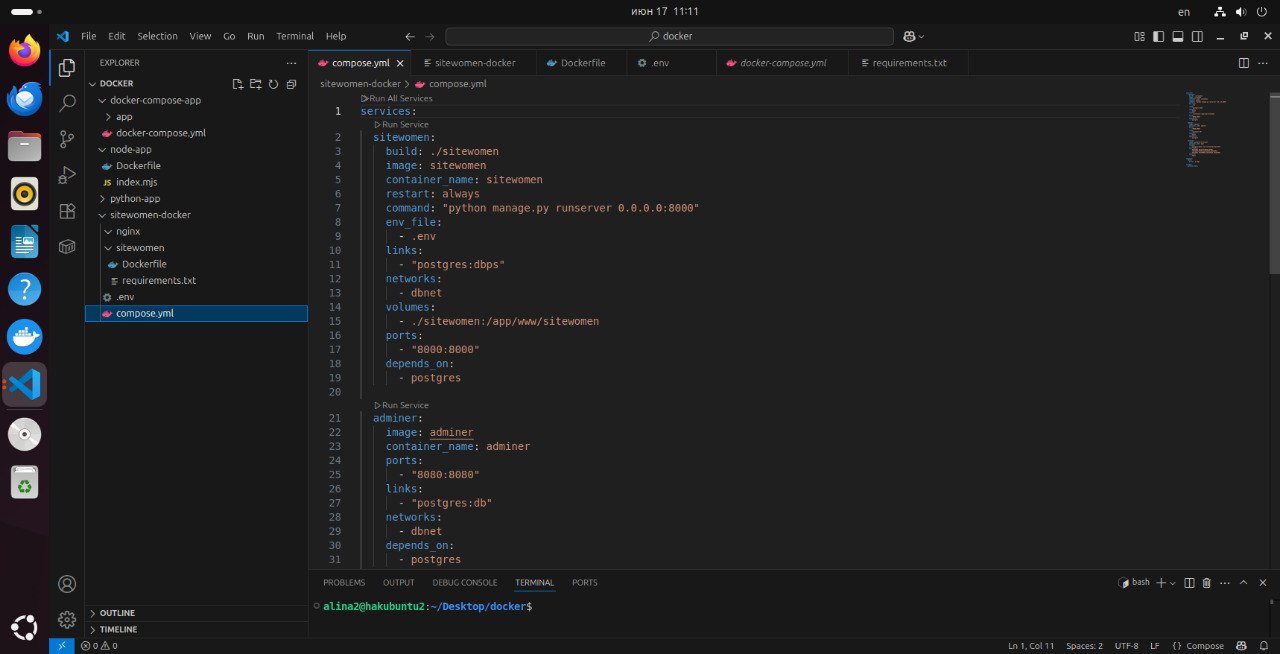 июн 17 11:11
en
File Edit Selection View Go Run Terminal Help
docker
EXPLORER
DOCKER
docker-compose-app
app
docker-compose.yml
node-app
Dockerfile
JS index.mjs
python-app
sitewomen-docker
nginx
sitewomen
Dockerfile
requirements.txt
.env
compose.yml
OUTLINE
TIMELINE
compose.yml
sitewomen-docker
Dockerfile
.env
docker-compose.yml
requirements.txt
sitewomen-docker > compose.yml
Run All Services
1 services:
Run Service
2 sitewomen:
3 build: ./sitewomen
4 image: sitewomen
5 container_name: sitewomen
6 restart: always
7 command: "python manage.py runserver 0.0.0.0:8000"
8 env_file:
9 - .env
10 links:
11 - "postgres:dbps"
12 networks:
13 - dbnet
14 volumes:
15 - ./sitewomen:/app/www/sitewomen
16 ports:
17 - "8000:8000"
18 depends_on:
19 - postgres
20
Run Service
21 adminer:
22 image: adminer
23 container_name: adminer
24 ports:
25 - "8080:8080"
26 links:
27 - "postgres:db"
28 networks:
29 - dbnet
30 depends_on:
31 - postgres
PROBLEMS OUTPUT DEBUG CONSOLE TERMINAL PORTS
bash
alina2@hakubuntu2:~/Desktop/docker$
0 0
Ln 1, Col 11 Spaces: 2 UTF-8 LF {} Compose